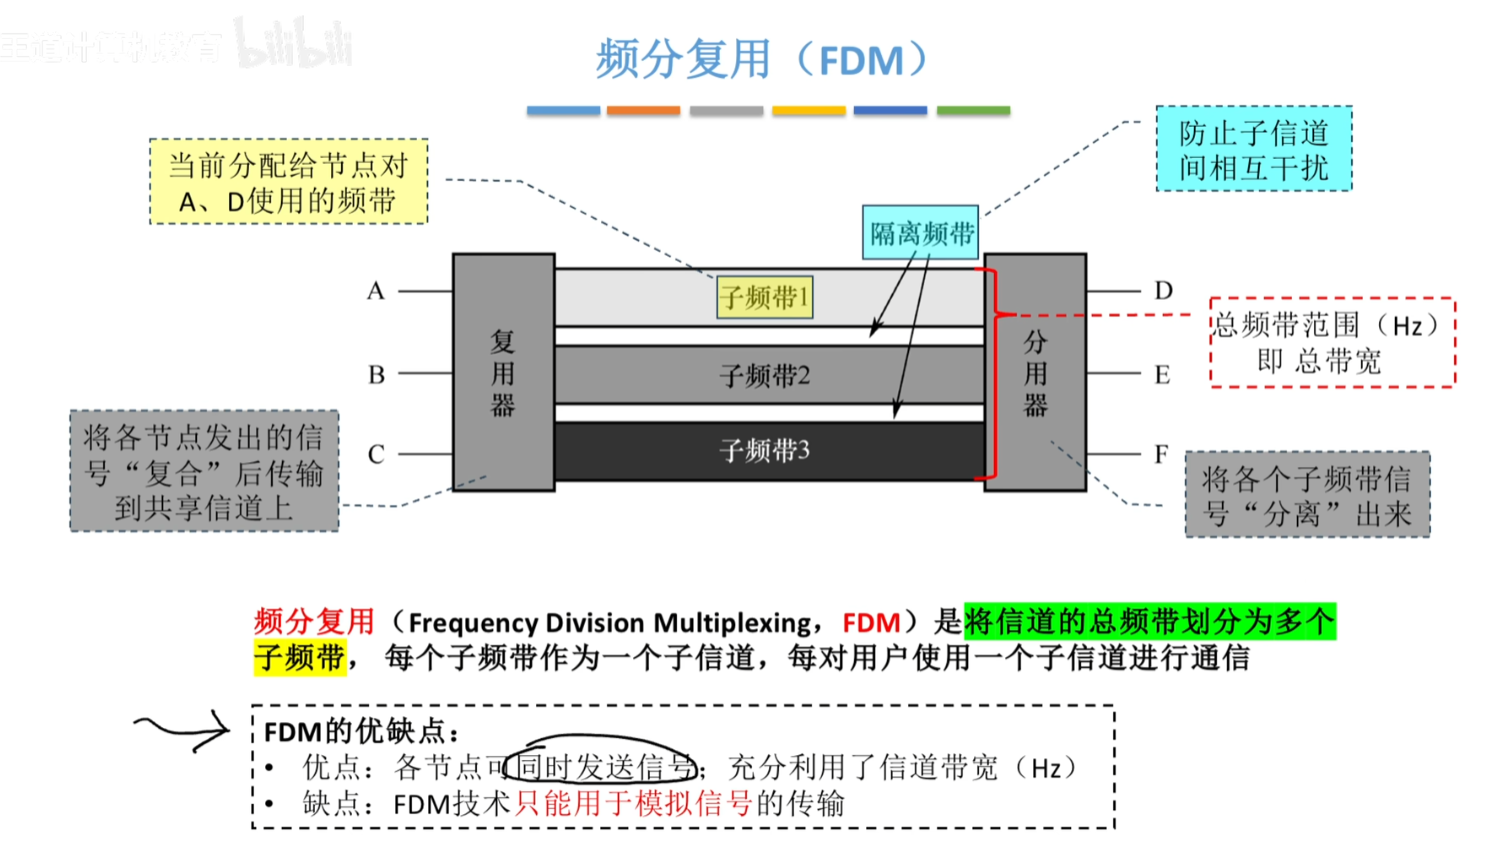 王道计算机教育 bilibili
频分复用（FDM）
当前分配给节点对
A、D使用的频带
防止子信道
间相互干扰
隔离频带
A
子频带1
D
总频带范围（Hz）
即 总带宽
复用器
分用器
B
子频带2
E
将各节点发出的信
号“复合”后传输
到共享信道上
C
子频带3
F
将各个子频带信
号“分离”出来
频分复用（Frequency Division Multiplexing，FDM）是将信道的总频带划分为多个
子频带， 每个子频带作为一个子信道，每对用户使用一个子信道进行通信
FDM的优缺点：
• 优点：各节点可同时发送信号；充分利用了信道带宽（Hz）
• 缺点：FDM技术只能用于模拟信号的传输